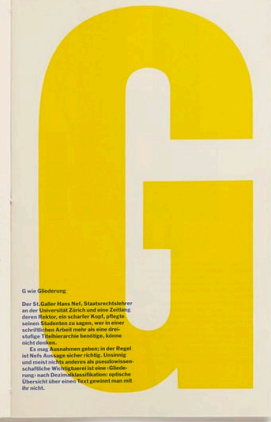 G
G wie Gliederung
Der St. Galler Hans Nef, Staatsrechtslehrer
an der Universität Zürich und eine Zeitlang
deren Rektor, ein scharfer Kopf, pflegte
seinen Studenten zu sagen, wer in einer
schriftlichen Arbeit mehr als eine drei-
stufige Titelhierarchie benötige, könne
nicht denken.
Es mag Ausnahmen geben; in der Regel
ist Nefs Aussage sicher richtig. Unsinnig
und meist nichts anderes als pseudowissen-
schaftliche Wichtigtuerei ist eine ‹Gliede-
rung› nach Dezimalklassifikation: optische
Übersicht über einen Text gewinnt man mit
ihr nicht.